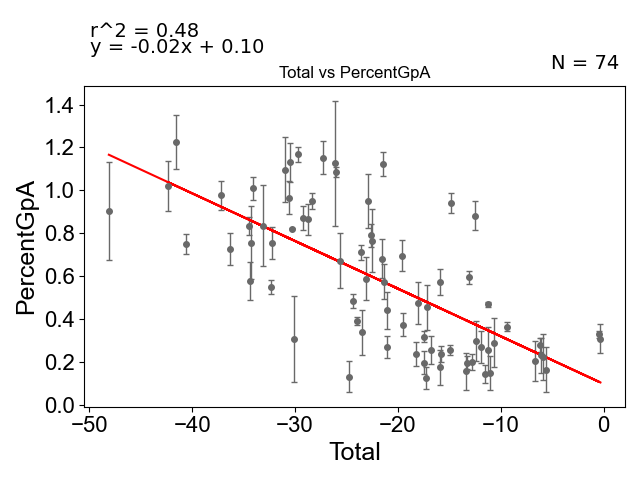 r^2 = 0.48
y = -0.02x + 0.10
N = 74
Total vs PercentGpA
PercentGpA
1.4
1.2
1.0
0.8
0.6
0.4
0.2
0.0
−50 −40 −30 −20 −10 0
Total